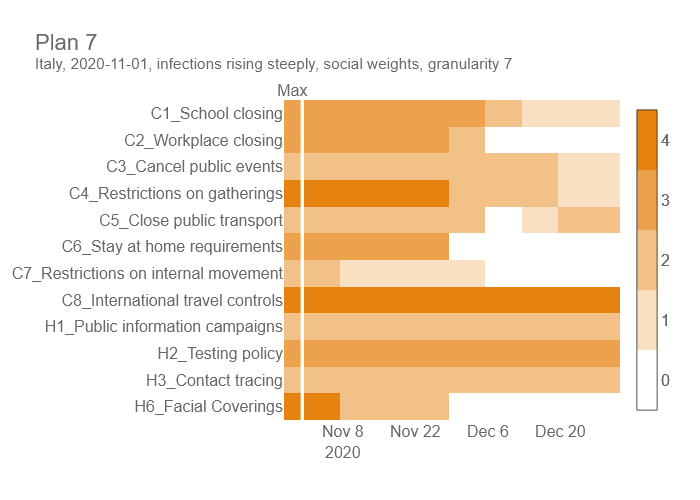 Plan 7
Italy, 2020-11-01, infections rising steeply, social weights, granularity 7
Max
C1_School closing
C2_Workplace closing
C3_Cancel public events
C4_Restrictions on gatherings
C5_Close public transport
C6_Stay at home requirements
C7_Restrictions on internal movement
C8_International travel controls
H1_Public information campaigns
H2_Testing policy
H3_Contact tracing
H6_Facial Coverings
Nov 8 Nov 22 Dec 6 Dec 20
2020
4
3
2
1
0